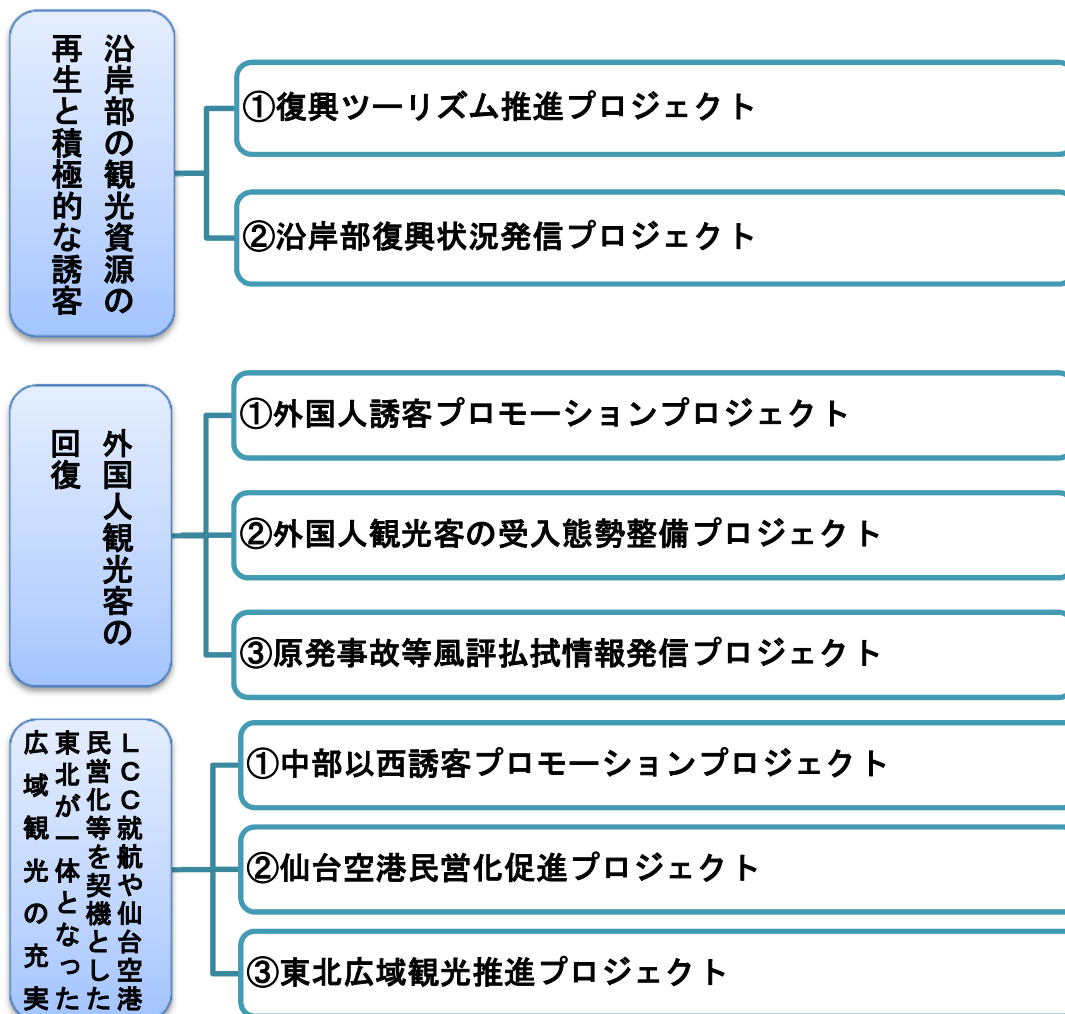 沿岸部の観光資源の
再生と積極的な誘客
①復興ツーリズム推進プロジェクト
②沿岸部復興状況発信プロジェクト
外国人観光客の
回復
①外国人誘客プロモーションプロジェクト
②外国人観光客の受入態勢整備プロジェクト
③原発事故等風評払拭情報発信プロジェクト
ＬＣＣ就航や仙台空港
民営化等を契機とした
東北が一体となった
広域観光の充実
①中部以西誘客プロモーションプロジェクト
②仙台空港民営化促進プロジェクト
③東北広域観光推進プロジェクト